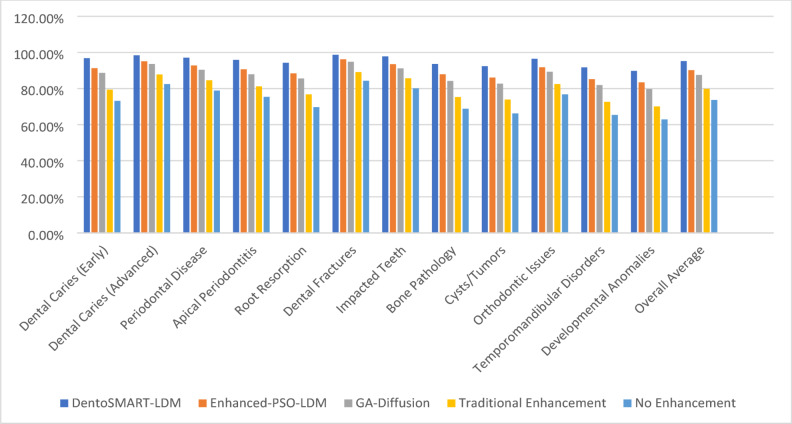 120.00%
100.00%
80.00%
60.00%
40.00%
20.00%
0.00%
Dental Caries (Early)
Dental Caries (Advanced)
Periodontal Disease
Apical Periodontitis
Root Resorption
Dental Fractures
Impacted Teeth
Bone Pathology
Cysts/Tumors
Orthodontic Issues
Temporomandibular Disorders
Developmental Anomalies
Overall Average
DentoSMART-LDM Enhanced-PSO-LDM GA-Diffusion Traditional Enhancement No Enhancement